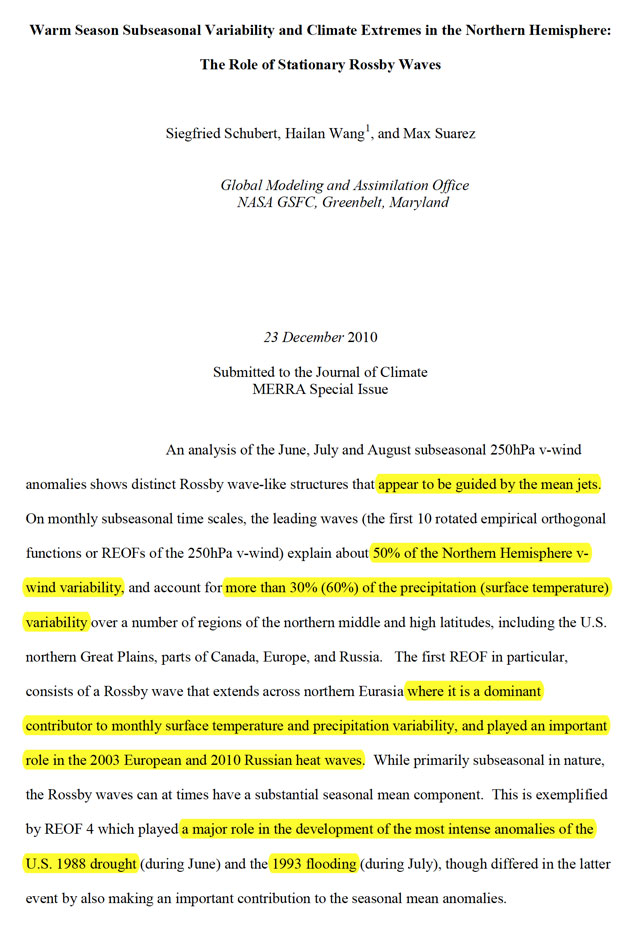 Warm Season Subseasonal Variability and Climate Extremes in the Northern Hemisphere:
The Role of Stationary Rossby Waves
Siegfried Schubert, Hailan Wang1, and Max Suarez
Global Modeling and Assimilation Office
NASA GSFC, Greenbelt, Maryland
23 December 2010
Submitted to the Journal of Climate
MERRA Special Issue
An analysis of the June, July and August subseasonal 250hPa v-wind
anomalies shows distinct Rossby wave-like structures that appear to be guided by the mean jets.
On monthly subseasonal time scales, the leading waves (the first 10 rotated empirical orthogonal
functions or REOFs of the 250hPa v-wind) explain about 50% of the Northern Hemisphere v-
wind variability, and account for more than 30% (60%) of the precipitation (surface temperature)
variability over a number of regions of the northern middle and high latitudes, including the U.S.
northern Great Plains, parts of Canada, Europe, and Russia. The first REOF in particular,
consists of a Rossby wave that extends across northern Eurasia where it is a dominant
contributor to monthly surface temperature and precipitation variability, and played an important
role in the 2003 European and 2010 Russian heat waves. While primarily subseasonal in nature,
the Rossby waves can at times have a substantial seasonal mean component. This is exemplified
by REOF 4 which played a major role in the development of the most intense anomalies of the
U.S. 1988 drought (during June) and the 1993 flooding (during July), though differed in the latter
event by also making an important contribution to the seasonal mean anomalies.